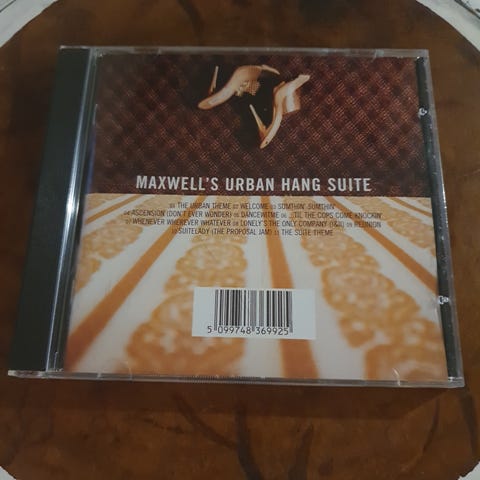 MAXWELL'S URBAN HANG SUITE
01 THE URBAN THEME 02 WELCOME 03 SUMTHIN' SUMTHIN'
04 ASCENSION (DON'T EVER WONDER) 05 DANCEWITME 06 ...TIL THE COPS COME KNOCKIN'
07 WHENEVER WHEREVER WHATEVER 08 LONELY'S THE ONLY COMPANY (I&II) 09 REUNION
10 SUITELADY (THE PROPOSAL JAM) 11 THE SUITE THEME
5 099748 369925